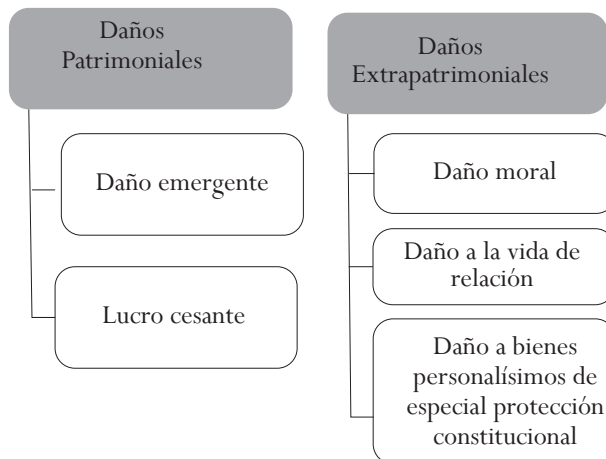 Daños
Patrimoniales
Daño emergente
Lucro cesante
Daños
Extrapatrimoniales
Daño moral
Daño a la vida de
relación
Daño a bienes
personalísimos de
especial protección
constitucional